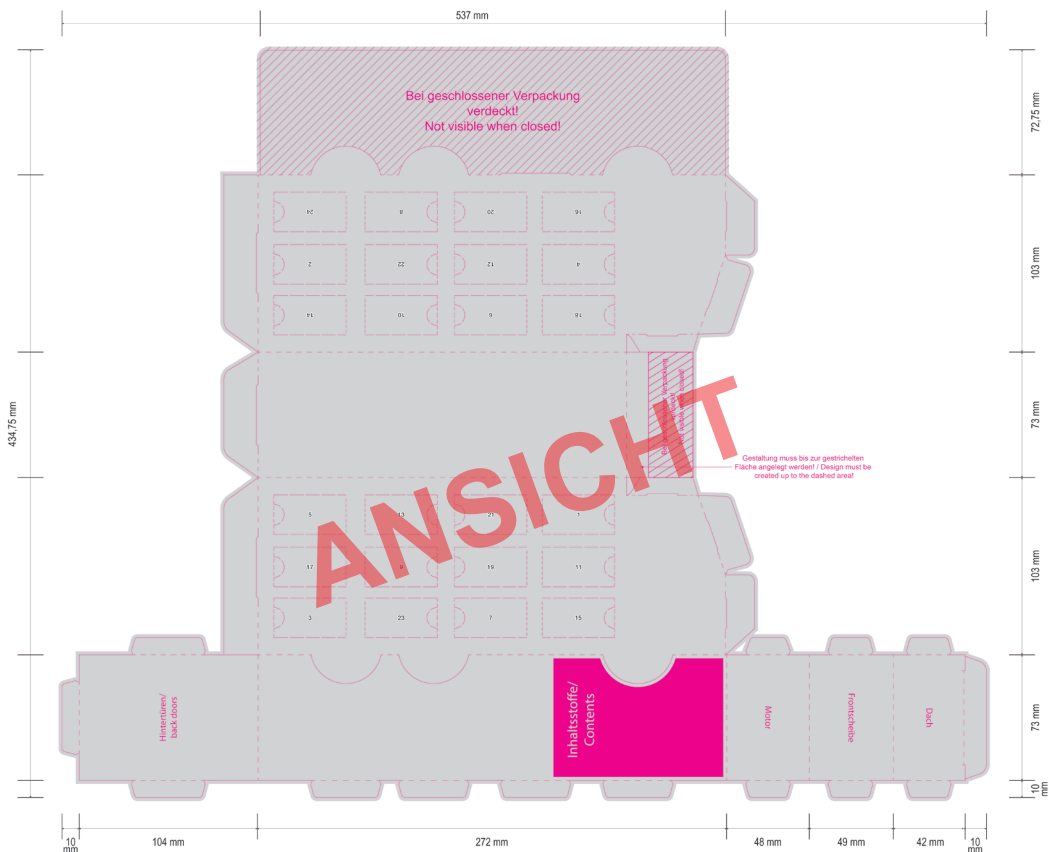 537 mm
Bei geschlossener Verpackung
verdeckt!
Not visible when closed!
72,75 mm
24
8
20
16
2
22
12
4
103 mm
14
10
6
18
434,75 mm
73 mm
ANSICHT
Gestaltung muss bis zur gestrichelten
Fläche angelegt werden! / Design must be
created up to the dashed area!
5
13
21
1
17
9
19
11
103 mm
3
23
7
15
Hintertüren/
back doors
Inhaltsstoffe/
Contents
Motor
Frontscheibe
Dach
73 mm
10
mm
10
mm
104 mm
272 mm
48 mm
49 mm
42 mm
10
mm